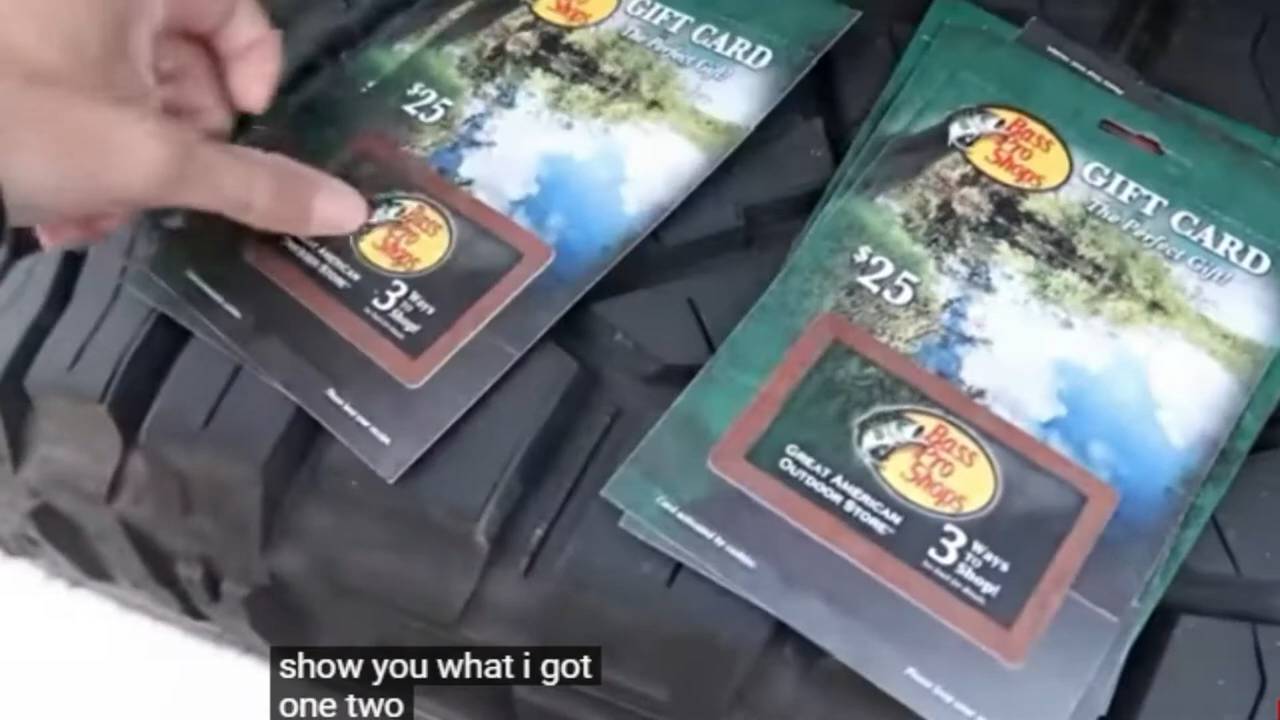 Pro
Shops
GIFT CARD
The Perfect Gift!
$25
Bass
Pro
Shops
3 Ways
to
Shop!
Bass
Pro
Shops
GIFT CARD
The Perfect Gift!
$25
Bass
Pro
Shops
GREAT AMERICAN
OUTDOOR STORE
3 Ways
to
Shop!
show you what i got
one two